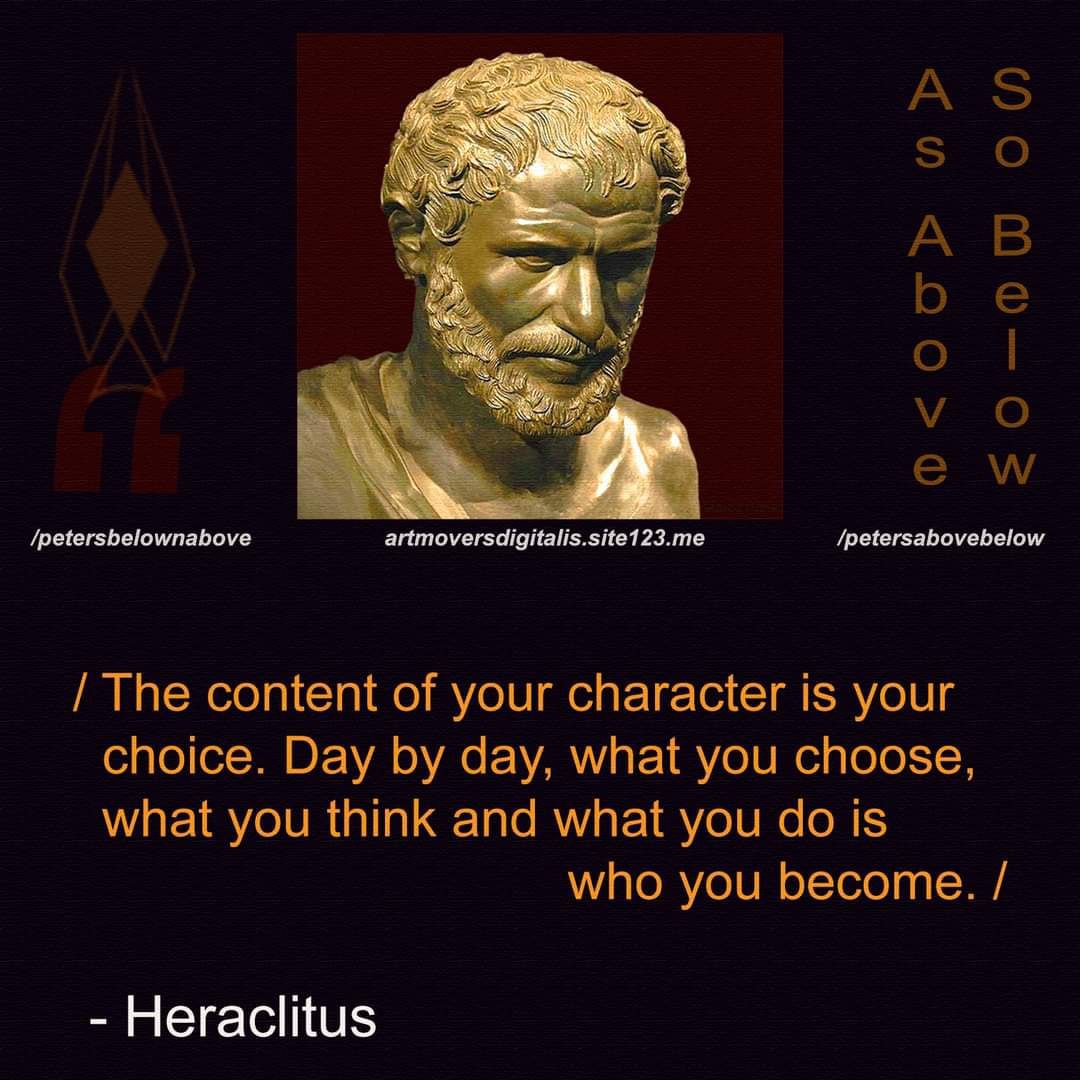 As Above
So Below
/petersbelownabove
artmoversdigitalis.site123.me
/petersabovebelow
/ The content of your character is your
choice. Day by day, what you choose,
what you think and what you do is
who you become. /
- Heraclitus